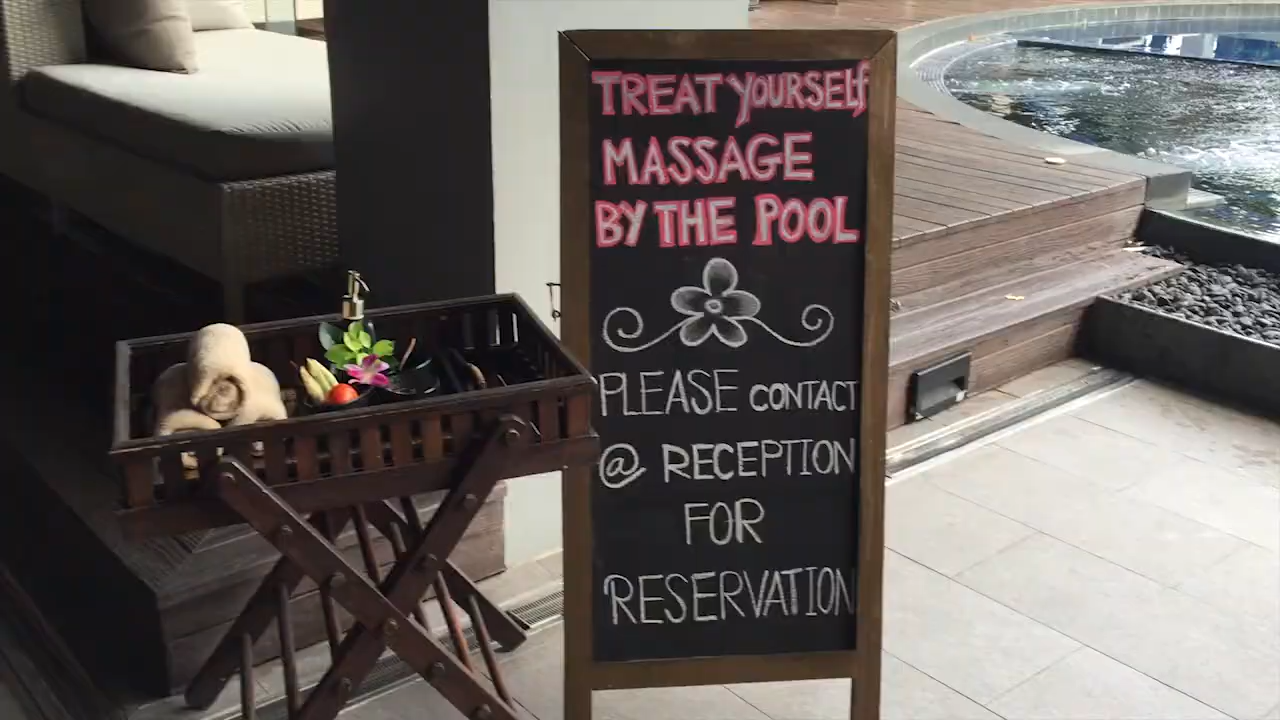 TREAT YOURSELF
MASSAGE
BY THE POOL
PLEASE CONTACT
@ RECEPTION
FOR
RESERVATION